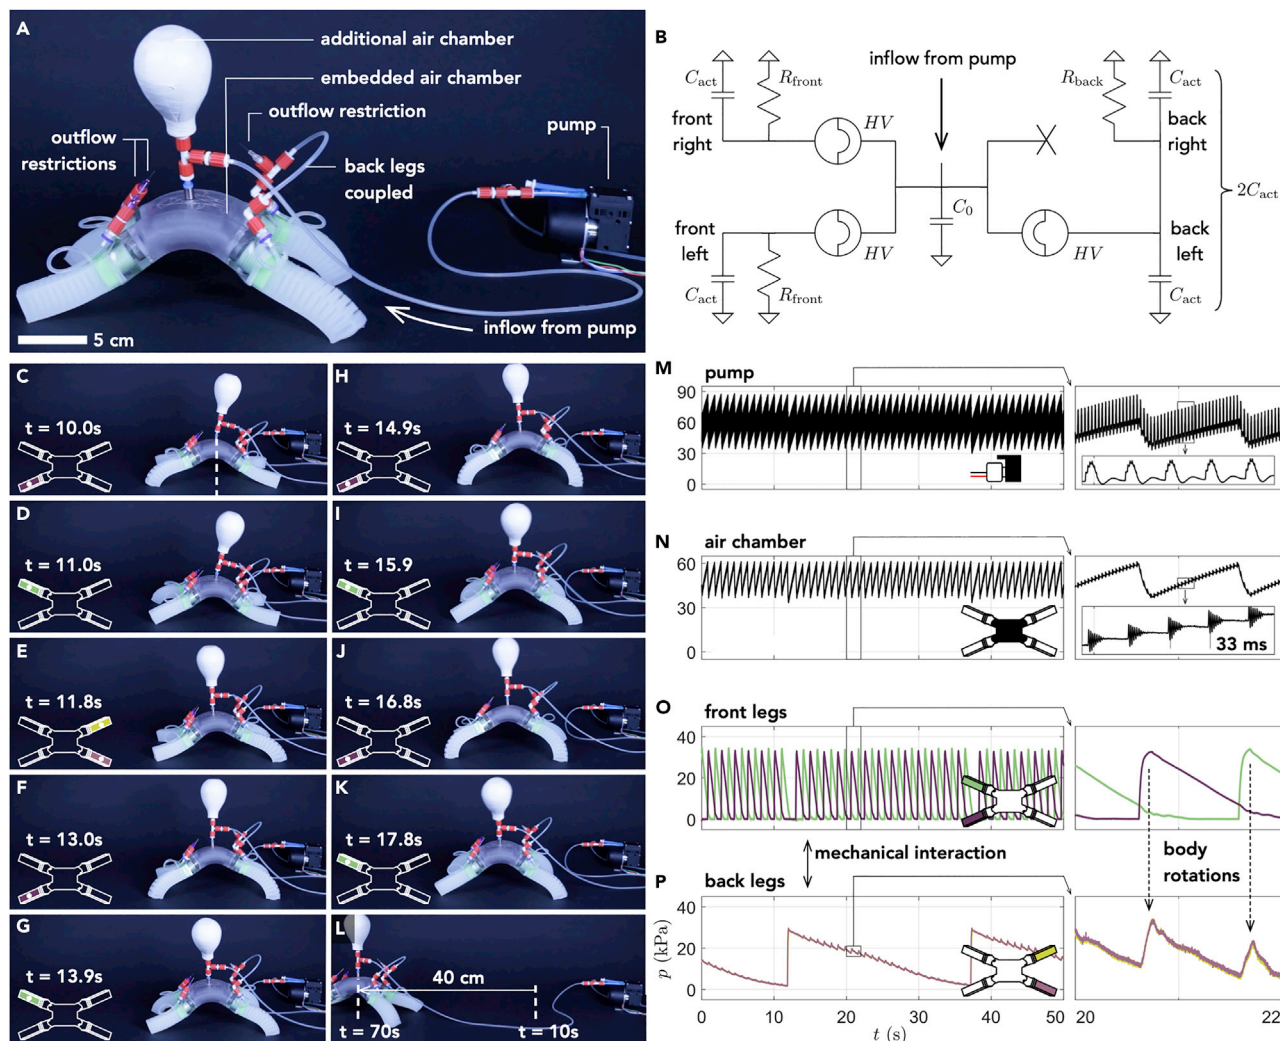 A
additional air chamber
embedded air chamber
outflow restriction
outflow
restrictions
back legs
coupled
pump
inflow from pump
5 cm
B
inflow from pump
C_act
R_front
front
right
HV
R_back
C_act
back
right
2C_act
C_0
front
left
HV
HV
back
left
C_act
R_front
C_act
C
t = 10.0s
D
t = 11.0s
E
t = 11.8s
F
t = 13.0s
G
t = 13.9s
H
t = 14.9s
I
t = 15.9
J
t = 16.8s
K
t = 17.8s
L
40 cm
t = 70s
t = 10s
M
pump
90
60
30
0
N
air chamber
60
30
0
33 ms
O
front legs
40
20
0
mechanical interaction
body
rotations
P
back legs
p (kPa)
40
20
0
0 10 20 30 40 50
t (s)
20 22